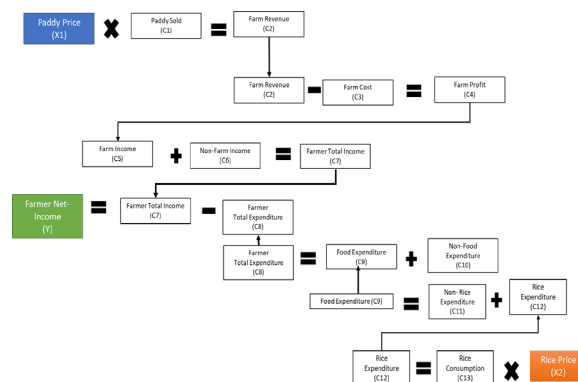 Paddy Price
(X1)
Paddy Sold
(C1)
Farm Revenue
(C2)
Farm Revenue
(C2)
Farm Cost
(C3)
Farm Profit
(C4)
Farm Income
(C5)
Non-Farm Income
(C6)
Farmer Total Income
(C7)
Farmer Net-
Income
(Y)
Farmer Total Income
(C7)
Farmer
Total Expenditure
(C8)
Farmer
Total Expenditure
(C8)
Food Expenditure
(C9)
Non-Food
Expenditure
(C10)
Food Expenditure (C9)
Non- Rice
Expenditure
(C11)
Rice
Expenditure
(C12)
Rice
Expenditure
(C12)
Rice
Consumption
(C13)
Rice Price
(X2)